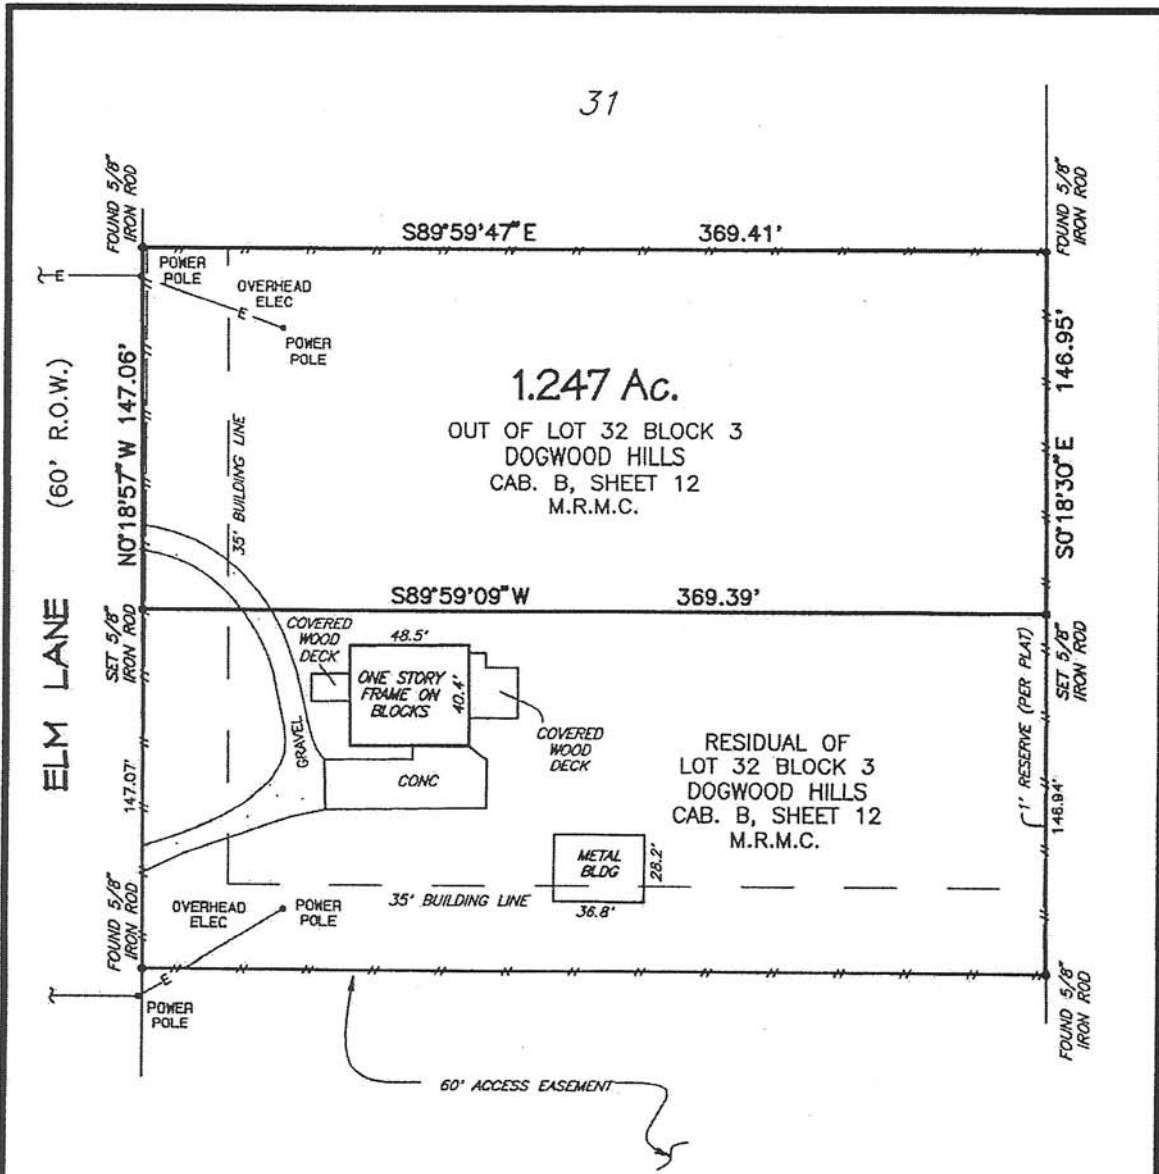 31
FOUND 5/8"
IRON ROD
FOUND 5/8"
IRON ROD
S89°59'47"E 369.41'
E
POWER
POLE
OVERHEAD
ELEC
E
POWER
POLE
ELM LANE (60' R.O.W.)
N0°18'57"W 147.06'
35' BUILDING LINE
1.247 Ac.
OUT OF LOT 32 BLOCK 3
DOGWOOD HILLS
CAB. B, SHEET 12
M.R.M.C.
S0°18'30"E 146.95'
S89°59'09"W 369.39'
SET 5/8"
IRON ROD
SET 5/8"
IRON ROD
COVERED
WOOD
DECK
48.5'
ONE STORY
FRAME ON
BLOCKS
40.4'
COVERED
WOOD
DECK
GRAVEL
CONC
147.07'
RESIDUAL OF
LOT 32 BLOCK 3
DOGWOOD HILLS
CAB. B, SHEET 12
M.R.M.C.
1' RESERVE (PER PLAT)
146.94'
METAL
BLDG
28.2'
36.8'
35' BUILDING LINE
OVERHEAD
ELEC
POWER
POLE
FOUND 5/8"
IRON ROD
E
POWER
POLE
FOUND 5/8"
IRON ROD
60' ACCESS EASEMENT